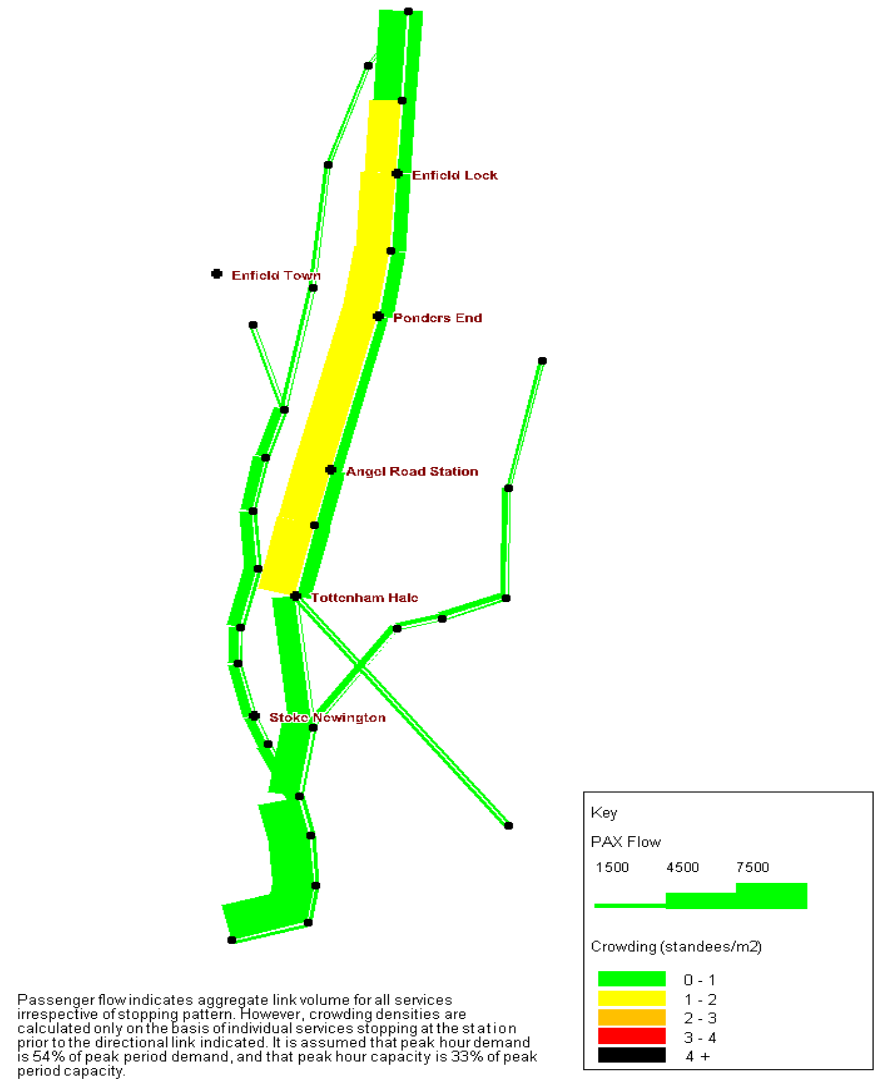 Enfield Lock
Enfield Town
Ponders End
Angel Road Station
Tottenham Hale
Stoke Newington
Key
PAX Flow
1500 4500 7500
Crowding (standees/m2)
0 - 1
1 - 2
2 - 3
3 - 4
4 +
Passenger flow indicates aggregate link volume for all services
irrespective of stopping pattern. However, crowding densities are
calculated only on the basis of individual services stopping at the station
prior to the directional link indicated. It is assumed that peak hour demand
is 54% of peak period demand, and that peak hour capacity is 33% of peak
period capacity.